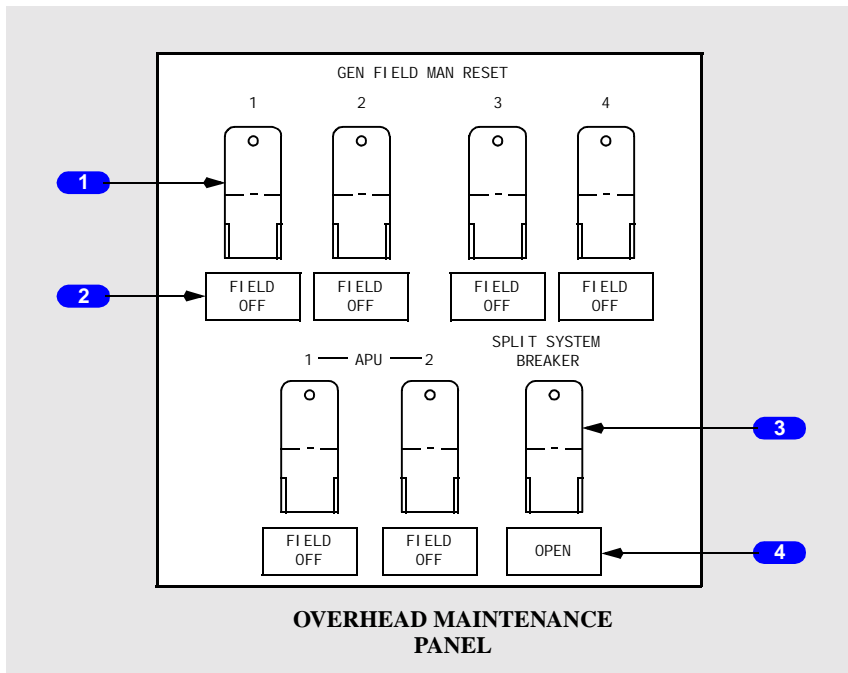 GEN FIELD MAN RESET
1 2 3 4
1
2
FIELD OFF FIELD OFF FIELD OFF FIELD OFF
SPLIT SYSTEM
BREAKER
1 APU 2
3
FIELD OFF FIELD OFF OPEN
4
OVERHEAD MAINTENANCE
PANEL